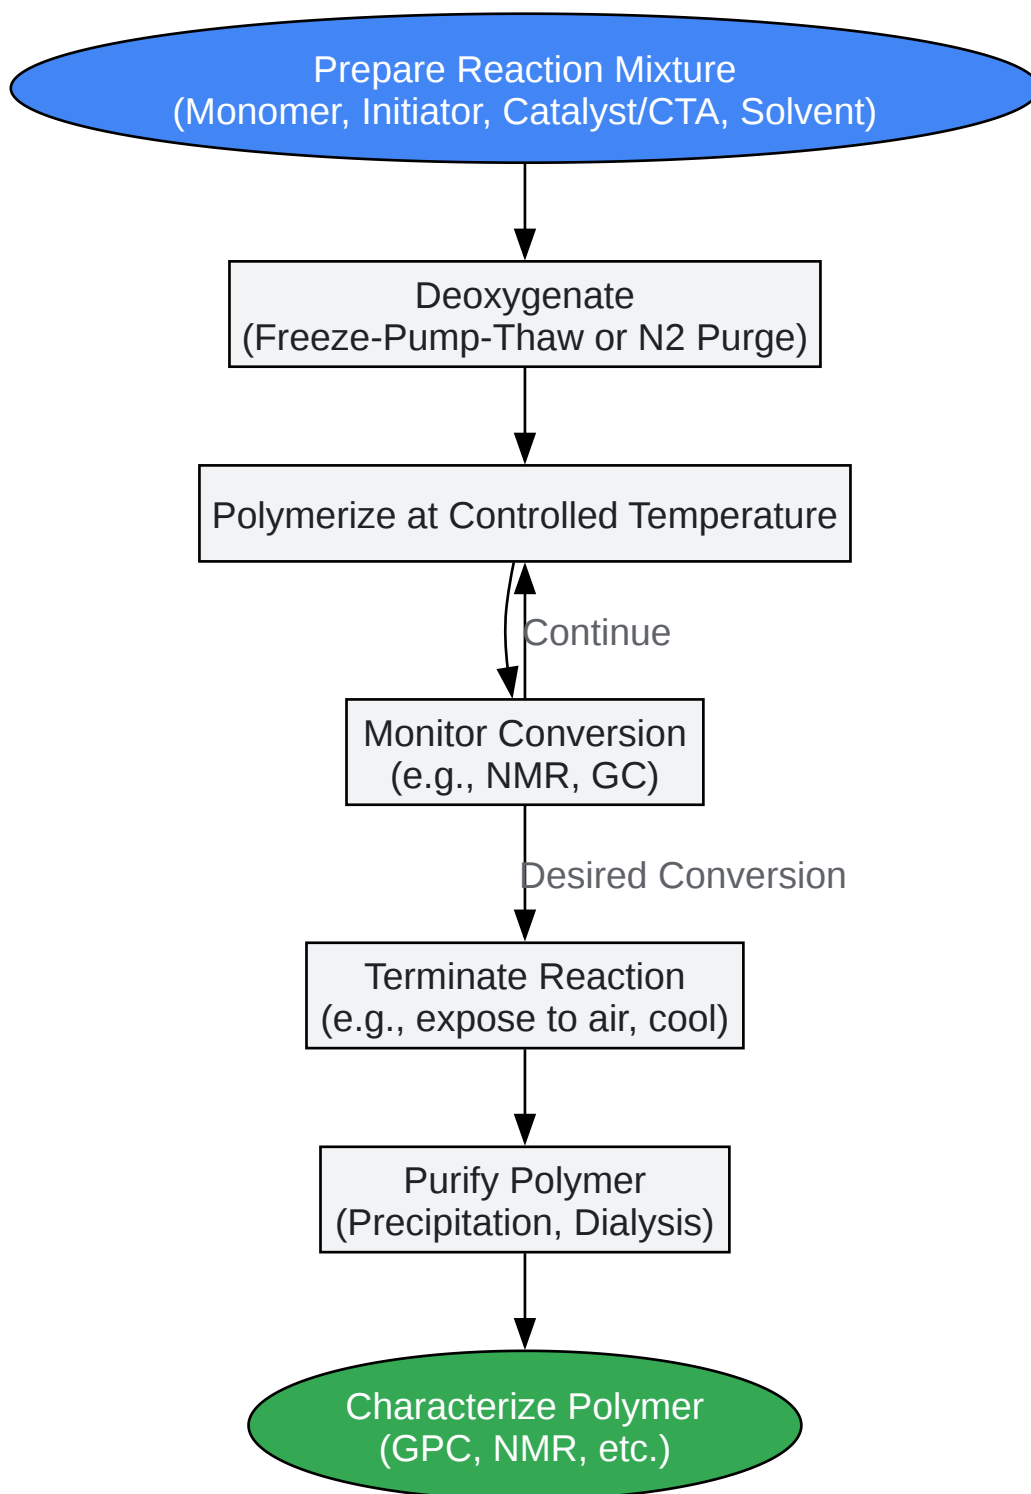 Prepare Reaction Mixture
(Monomer, Initiator, Catalyst/CTA, Solvent)
Deoxygenate
(Freeze-Pump-Thaw or N2 Purge)
Polymerize at Controlled Temperature
Continue
Monitor Conversion
(e.g., NMR, GC)
Desired Conversion
Terminate Reaction
(e.g., expose to air, cool)
Purify Polymer
(Precipitation, Dialysis)
Characterize Polymer
(GPC, NMR, etc.)